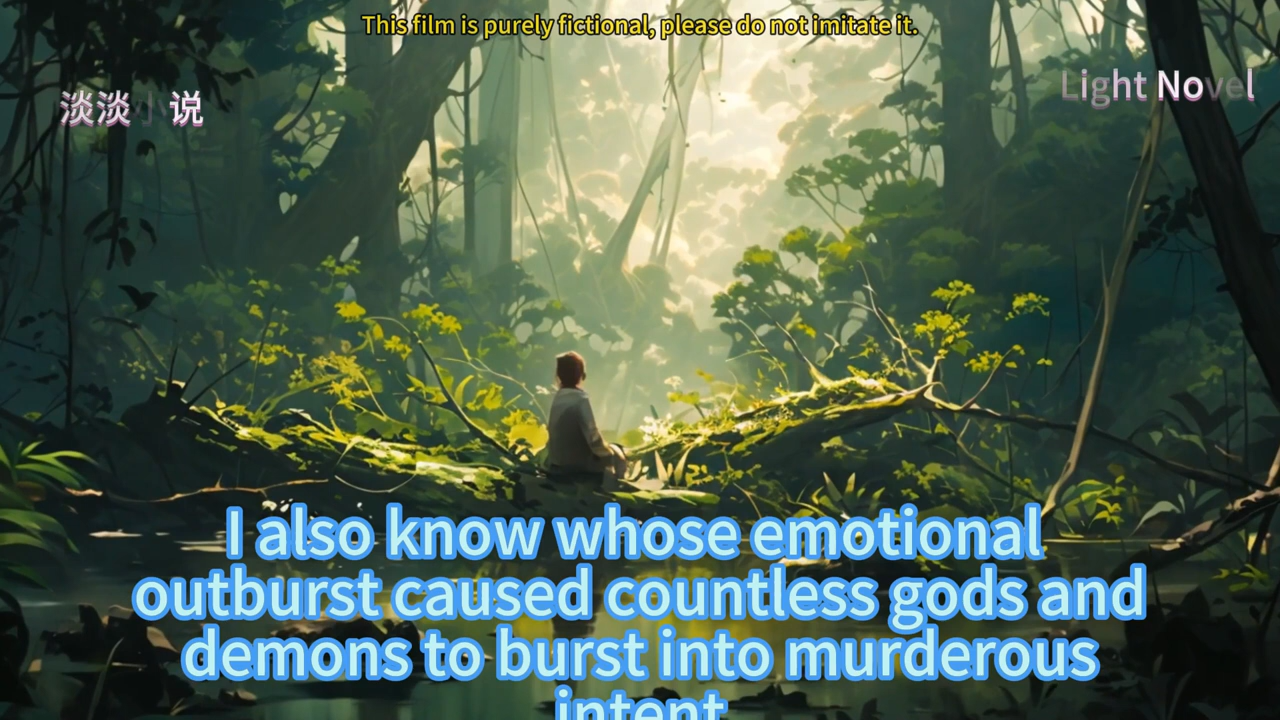 This film is purely fictional, please do not imitate it.
淡淡小说
Light Novel
I also know whose emotional
outburst caused countless gods and
demons to burst into murderous
intent